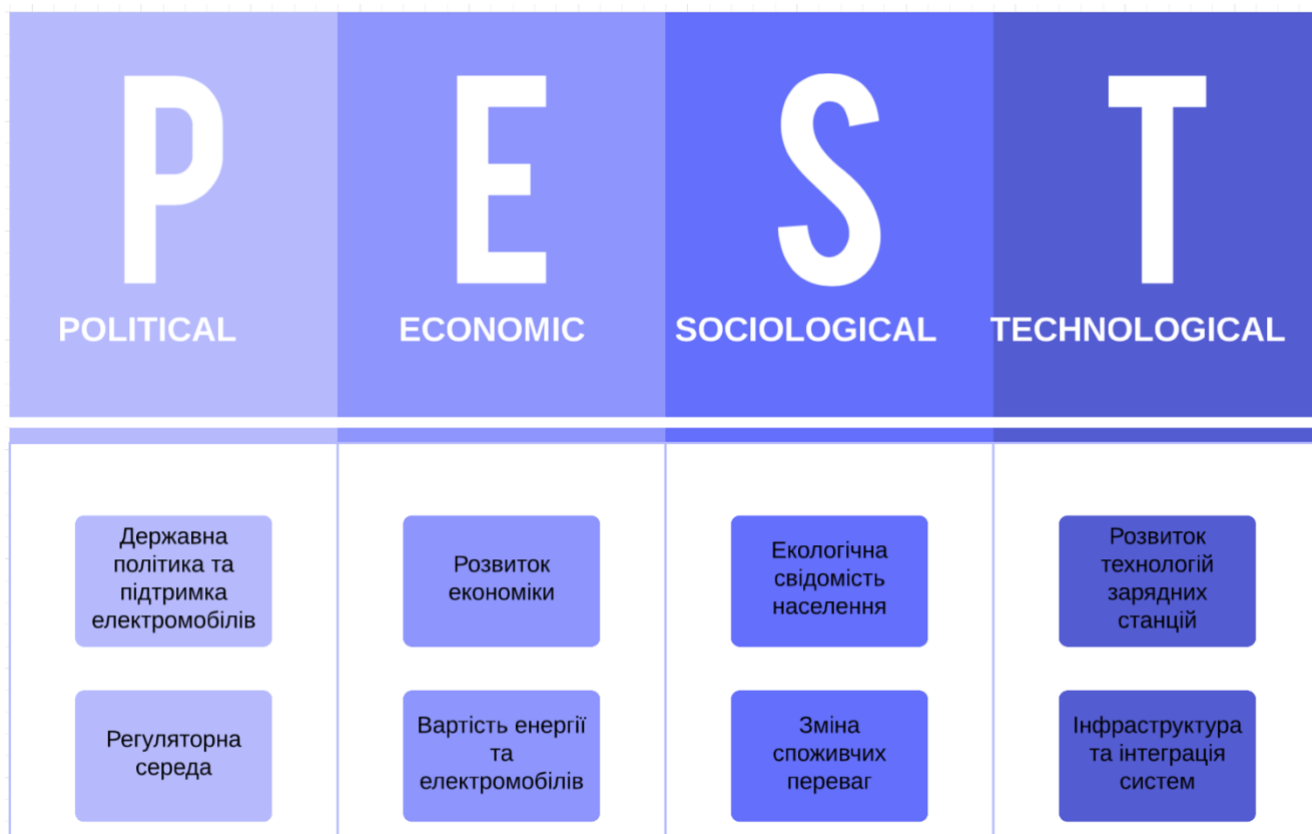 P
E
S
T
POLITICAL
ECONOMIC
SOCIOLOGICAL
TECHNOLOGICAL
Державна
політика та
підтримка
електромобілів
Розвиток
економіки
Екологічна
свідомість
населення
Розвиток
технологій
зарядних
станцій
Регуляторна
середа
Вартість енергії
та
електромобілів
Зміна
споживчих
переваг
Інфраструктура
та інтеграція
систем